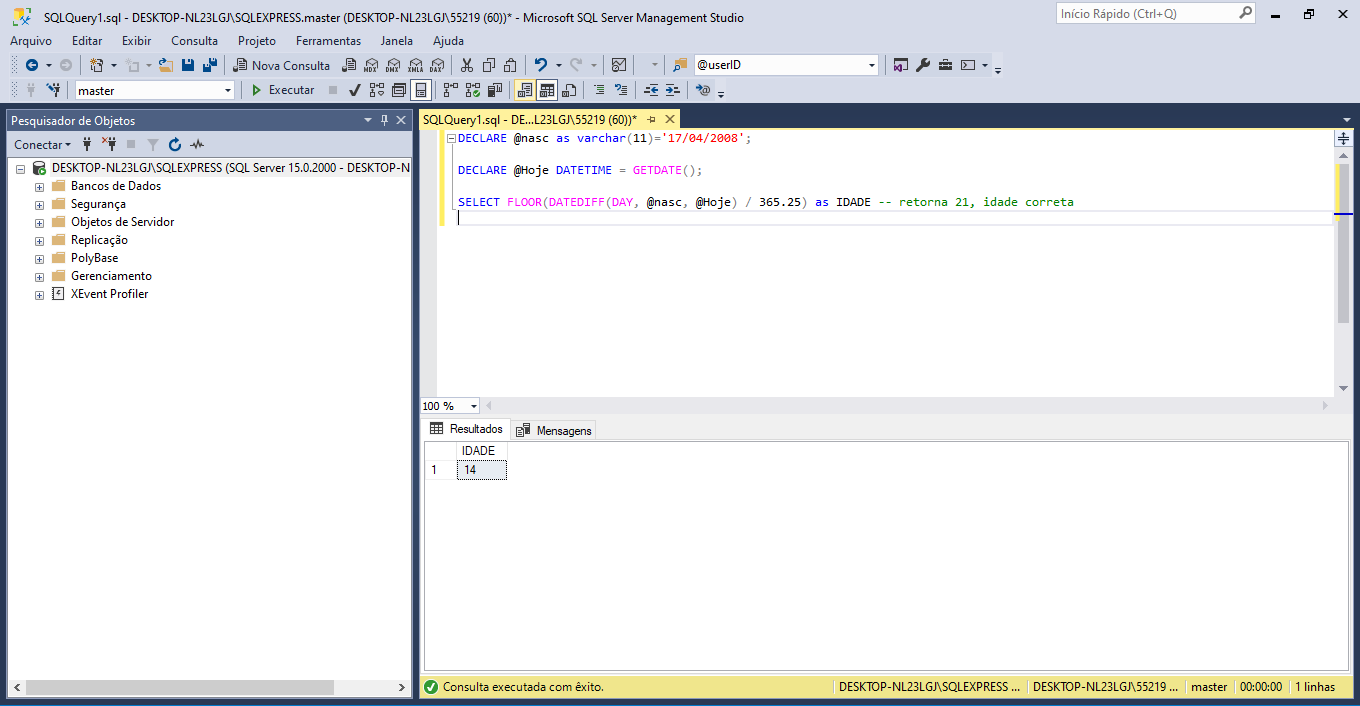 SQLQuery1.sql - DESKTOP-NL23LGJ\SQLEXPRESS.master (DESKTOP-NL23LGJ\55219 (60))* - Microsoft SQL Server Management Studio
Início Rápido (Ctrl+Q)
Arquivo Editar Exibir Consulta Projeto Ferramentas Janela Ajuda
Nova Consulta MDX DMX XMLA DAX @userID
master Executar
Pesquisador de Objetos
SQLQuery1.sql - DE...L23LGJ\55219 (60))*
Conectar
DESKTOP-NL23LGJ\SQLEXPRESS (SQL Server 15.0.2000 - DESKTOP-N
Bancos de Dados
Segurança
Objetos de Servidor
Replicação
PolyBase
Gerenciamento
XEvent Profiler
DECLARE @nasc as varchar(11)='17/04/2008';
DECLARE @Hoje DATETIME = GETDATE();
SELECT FLOOR(DATEDIFF(DAY, @nasc, @Hoje) / 365.25) as IDADE -- retorna 21, idade correta
100 %
Resultados Mensagens
IDADE
1 14
Consulta executada com êxito.
DESKTOP-NL23LGJ\SQLEXPRESS ... DESKTOP-NL23LGJ\55219 ... master 00:00:00 1 linhas